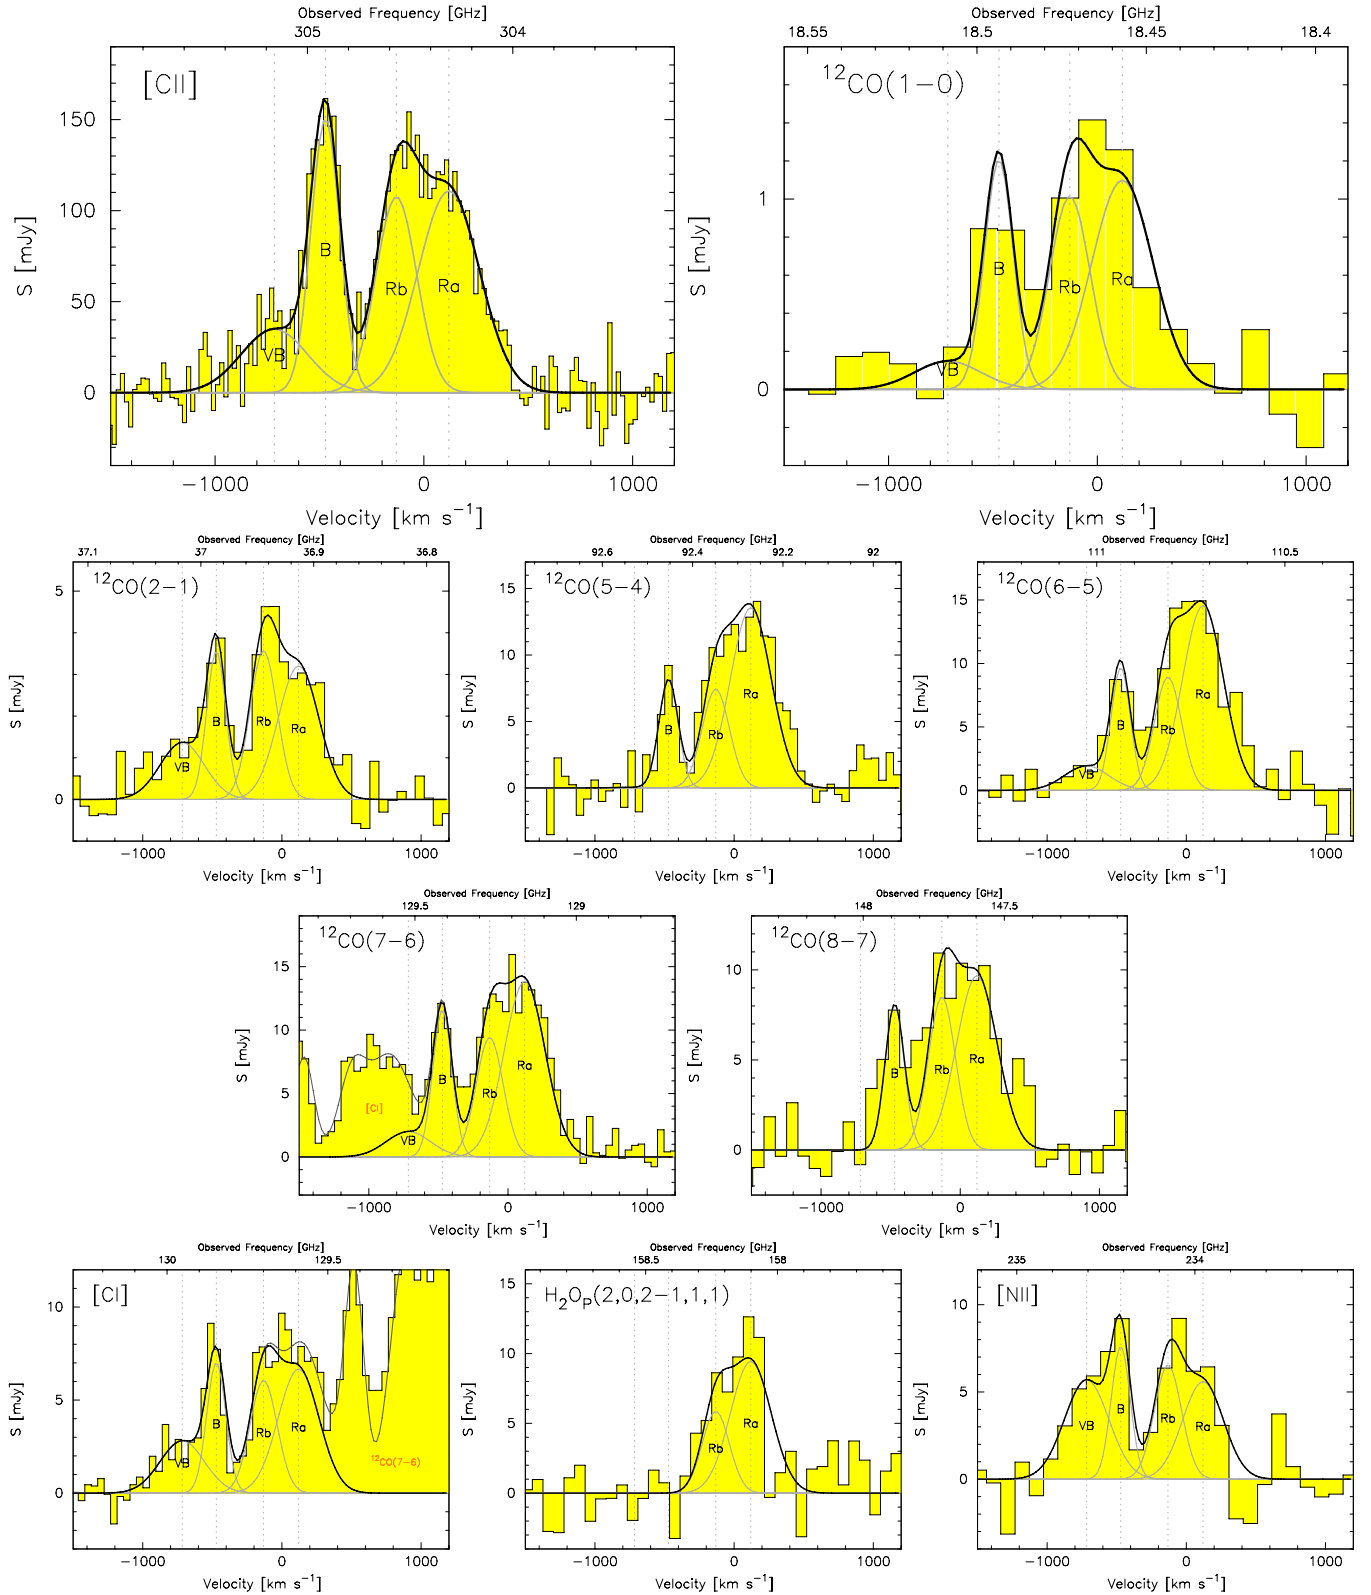 Observed Frequency [GHz]
305 304
[CII]
S [mJy]
150
100
50
0
VB B Rb Ra
−1000 0 1000
Velocity [km s⁻¹]
Observed Frequency [GHz]
18.55 18.5 18.45 18.4
¹²CO(1−0)
S [mJy]
1
0
VB B Rb Ra
−1000 0 1000
Velocity [km s⁻¹]
Observed Frequency [GHz]
37.1 37 36.9 36.8
¹²CO(2−1)
S [mJy]
5
0
VB B Rb Ra
−1000 0 1000
Velocity [km s⁻¹]
Observed Frequency [GHz]
92.6 92.4 92.2 92
¹²CO(5−4)
S [mJy]
15
10
5
0
B Rb Ra
−1000 0 1000
Velocity [km s⁻¹]
Observed Frequency [GHz]
111 110.5
¹²CO(6−5)
S [mJy]
15
10
5
0
VB B Rb Ra
−1000 0 1000
Velocity [km s⁻¹]
Observed Frequency [GHz]
129.5 129
¹²CO(7−6)
S [mJy]
15
10
5
0
[CI]
VB B Rb Ra
−1000 0 1000
Velocity [km s⁻¹]
Observed Frequency [GHz]
148 147.5
¹²CO(8−7)
S [mJy]
10
5
0
B Rb Ra
−1000 0 1000
Velocity [km s⁻¹]
Observed Frequency [GHz]
130 129.5
[CI]
S [mJy]
10
5
0
VB B Rb Ra
¹²CO(7−6)
−1000 0 1000
Velocity [km s⁻¹]
Observed Frequency [GHz]
158.5 158
H₂Oₚ(2,0,2−1,1,1)
S [mJy]
15
10
5
0
Rb Ra
−1000 0 1000
Velocity [km s⁻¹]
Observed Frequency [GHz]
235 234
[NII]
S [mJy]
10
5
0
VB B Rb Ra
−1000 0 1000
Velocity [km s⁻¹]